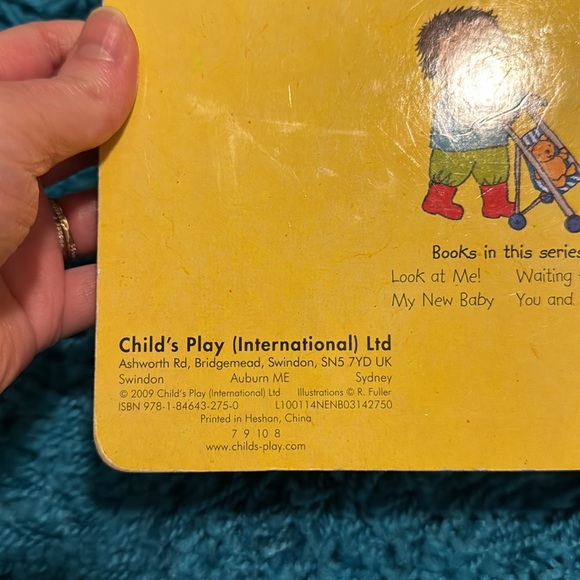 Books in this series
Look at Me! Waiting
My New Baby You and
Child's Play (International) Ltd
Ashworth Rd, Bridgemead, Swindon, SN5 7YD UK
Swindon Auburn ME Sydney
© 2009 Child's Play (International) Ltd Illustrations © R. Fuller
ISBN 978-1-84643-275-0 L100114NENB03142750
Printed in Heshan, China
7 9 10 8
www.childs-play.com